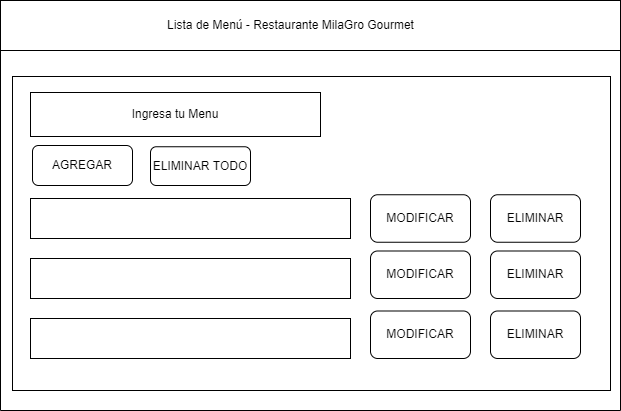 Lista de Menú - Restaurante MilaGro Gourmet
Ingresa tu Menu
AGREGAR
ELIMINAR TODO
MODIFICAR
ELIMINAR
MODIFICAR
ELIMINAR
MODIFICAR
ELIMINAR